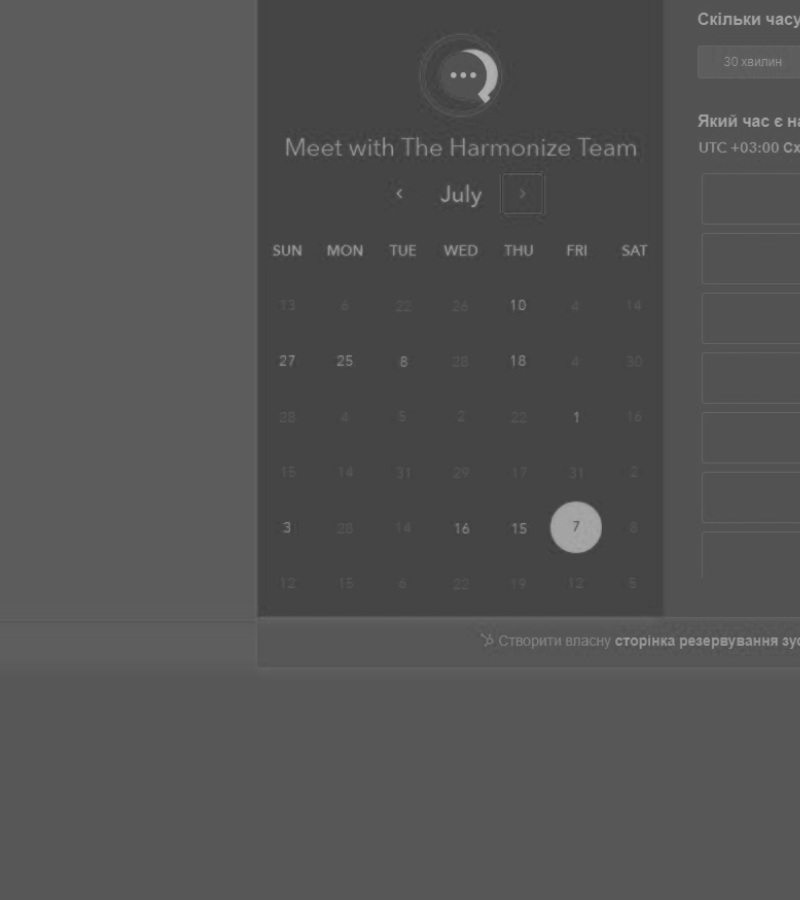 Meet with The Harmonize Team
July
SUN MON TUE WED THU FRI SAT
13 6 22 26 10 4 14
27 25 8 28 18 4 30
28 4 5 2 22 1 16
15 14 31 29 17 31 2
3 28 14 16 15 7 8
12 15 6 22 19 12 5
Скільки часу
30 хвилин
Який час є на
UTC +03:00 Сх
Створити власну сторінка резервування зус